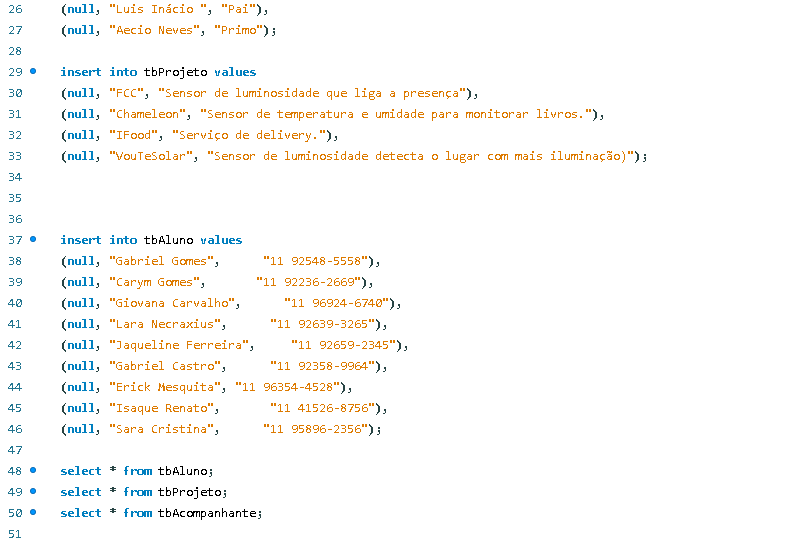 26 (null, "Luis Inácio ", "Pai"),
27 (null, "Aecio Neves", "Primo");
28
29 insert into tbProjeto values
30 (null, "FCC", "Sensor de luminosidade que liga a presença"),
31 (null, "Chameleon", "Sensor de temperatura e umidade para monitorar livros."),
32 (null, "IFood", "Serviço de delivery."),
33 (null, "VouTeSolar", "Sensor de luminosidade detecta o lugar com mais iluminação)");
34
35
36
37 insert into tbAluno values
38 (null, "Gabriel Gomes", "11 92548-5558"),
39 (null, "Carym Gomes", "11 92236-2669"),
40 (null, "Giovana Carvalho", "11 96924-6740"),
41 (null, "Lara Necraxius", "11 92639-3265"),
42 (null, "Jaqueline Ferreira", "11 92659-2345"),
43 (null, "Gabriel Castro", "11 92358-9964"),
44 (null, "Erick Mesquita", "11 96354-4528"),
45 (null, "Isaque Renato", "11 41526-8756"),
46 (null, "Sara Cristina", "11 95896-2356");
47
48 select * from tbAluno;
49 select * from tbProjeto;
50 select * from tbAcompanhante;
51